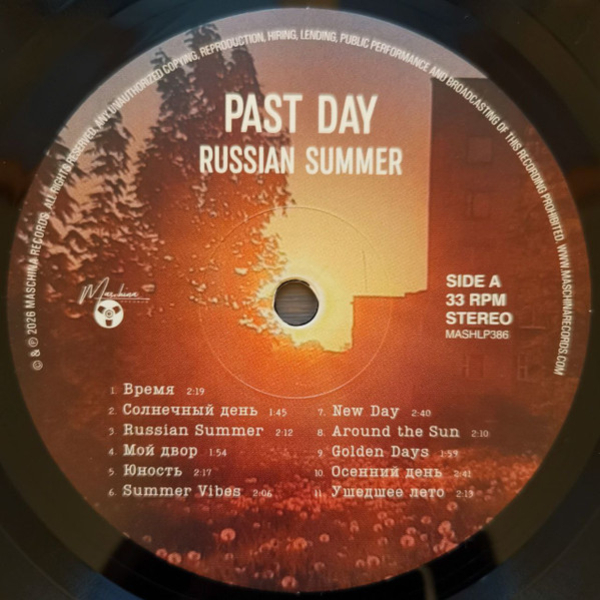 © & ℗ 2026 MASCHINA RECORDS. ALL RIGHTS RESERVED. ANY UNAUTHORIZED COPYING, REPRODUCTION, HIRING, LENDING, PUBLIC PERFORMANCE AND BROADCASTING OF THIS RECORDING PROHIBITED. WWW.MASCHINARECORDS.COM
PAST DAY
RUSSIAN SUMMER
Maschina
SIDE A
33 RPM
STEREO
MASHLP386
1. Время 2:19
2. Солнечный день 1:45
3. Russian Summer 2:12
4. Мой двор 1:54
5. Юность 2:17
6. Summer Vibes 2:06
7. New Day 2:40
8. Around the Sun 2:10
9. Golden Days 1:59
10. Осенний день 2:41
11. Ушедшее лето 2:13